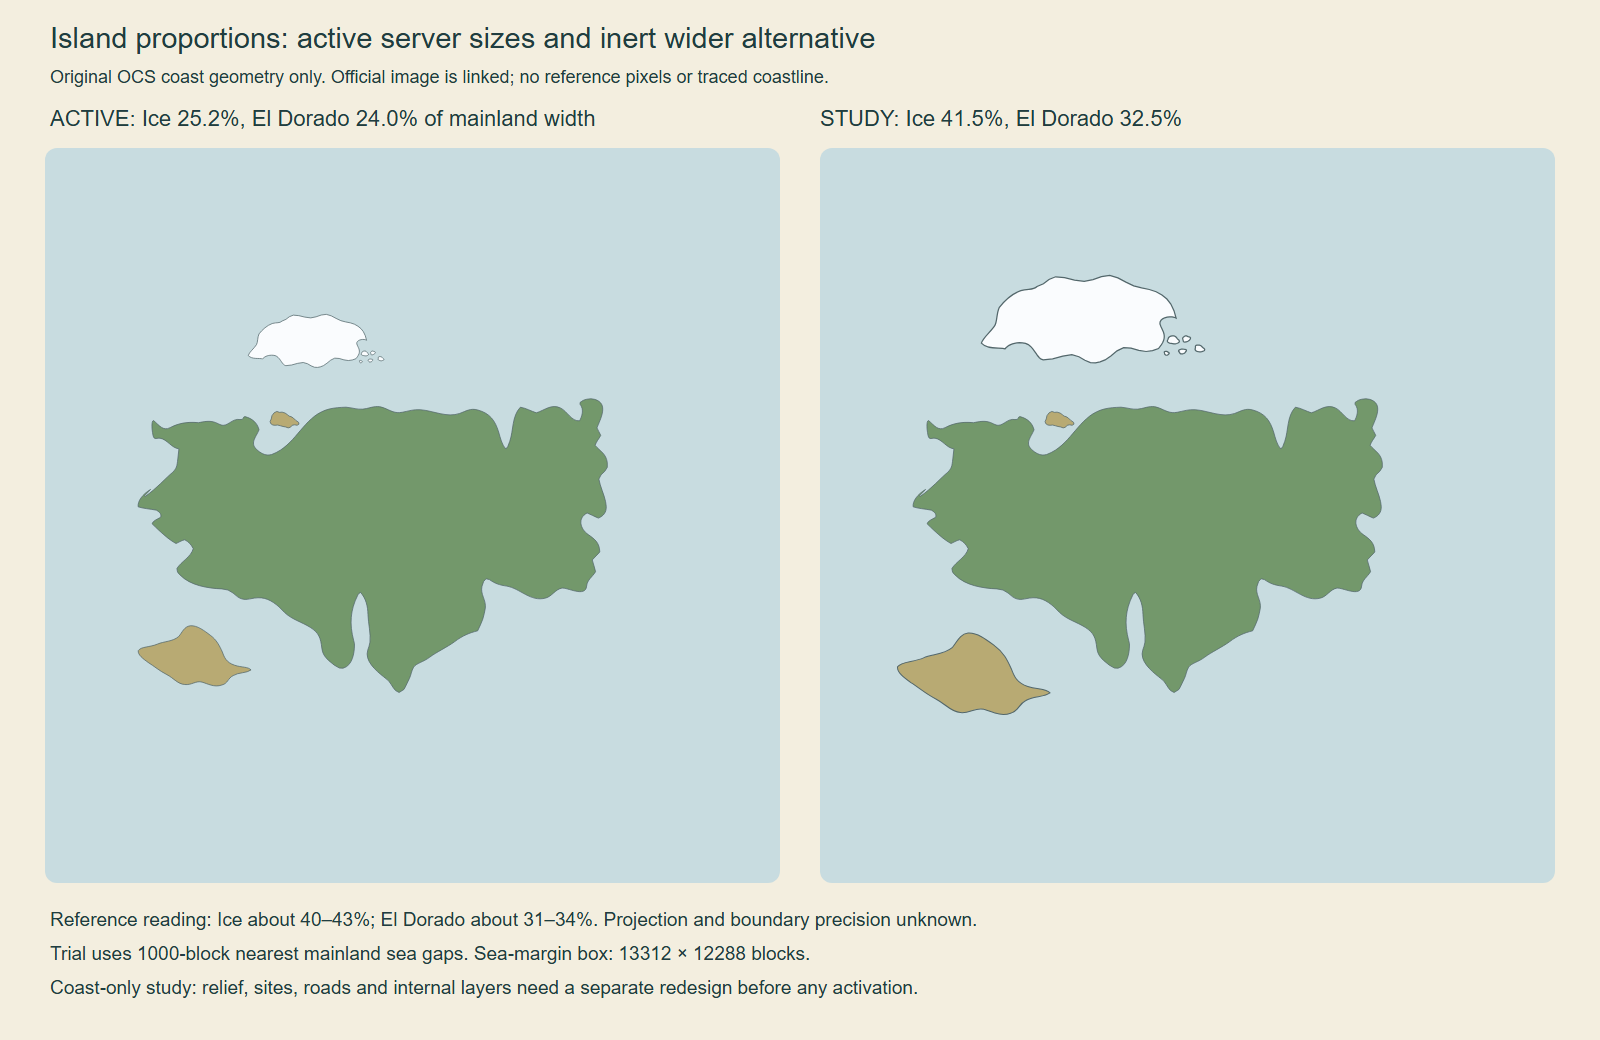 Island proportions: active server sizes and inert wider alternative
Original OCS coast geometry only. Official image is linked; no reference pixels or traced coastline.
ACTIVE: Ice 25.2%, El Dorado 24.0% of mainland width
STUDY: Ice 41.5%, El Dorado 32.5%
Reference reading: Ice about 40–43%; El Dorado about 31–34%. Projection and boundary precision unknown.
Trial uses 1000-block nearest mainland sea gaps. Sea-margin box: 13312 × 12288 blocks.
Coast-only study: relief, sites, roads and internal layers need a separate redesign before any activation.